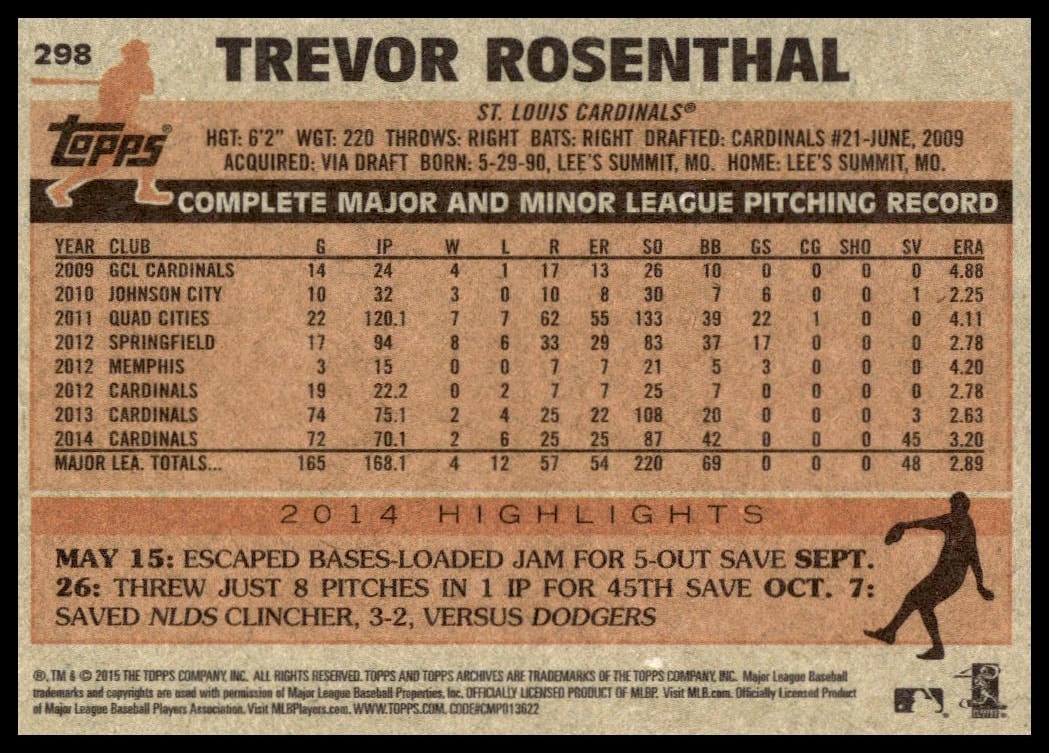 298
TREVOR ROSENTHAL
TOPPS®
ST. LOUIS CARDINALS®
HGT: 6'2" WGT: 220 THROWS: RIGHT BATS: RIGHT DRAFTED: CARDINALS #21-JUNE, 2009
ACQUIRED: VIA DRAFT BORN: 5-29-90, LEE'S SUMMIT, MO. HOME: LEE'S SUMMIT, MO.
COMPLETE MAJOR AND MINOR LEAGUE PITCHING RECORD
YEAR CLUB G IP W L R ER SO BB GS CG SHO SV ERA
2009 GCL CARDINALS 14 24 4 1 17 13 26 10 0 0 0 0 4.88
2010 JOHNSON CITY 10 32 3 0 10 8 30 7 6 0 0 1 2.25
2011 QUAD CITIES 22 120.1 7 7 62 55 133 39 22 1 0 0 4.11
2012 SPRINGFIELD 17 94 8 6 33 29 83 37 17 0 0 0 2.78
2012 MEMPHIS 3 15 0 0 7 7 21 5 3 0 0 0 4.20
2012 CARDINALS 19 22.2 0 2 7 7 25 7 0 0 0 0 2.78
2013 CARDINALS 74 75.1 2 4 25 22 108 20 0 0 0 3 2.63
2014 CARDINALS 72 70.1 2 6 25 25 87 42 0 0 0 45 3.20
MAJOR LEA. TOTALS... 165 168.1 4 12 57 54 220 69 0 0 0 48 2.89
2014 HIGHLIGHTS
MAY 15: ESCAPED BASES-LOADED JAM FOR 5-OUT SAVE SEPT.
26: THREW JUST 8 PITCHES IN 1 IP FOR 45TH SAVE OCT. 7:
SAVED NLDS CLINCHER, 3-2, VERSUS DODGERS
®, TM & © 2015 THE TOPPS COMPANY, INC. ALL RIGHTS RESERVED. TOPPS AND TOPPS ARCHIVES ARE TRADEMARKS OF THE TOPPS COMPANY, INC. Major League Baseball
trademarks and copyrights are used with permission of Major League Baseball Properties, Inc. OFFICIALLY LICENSED PRODUCT OF MLBP. Visit MLB.com. Officially Licensed Product
of Major League Baseball Players Association. Visit MLBPlayers.com. WWW.TOPPS.COM. CODE#CMP013622